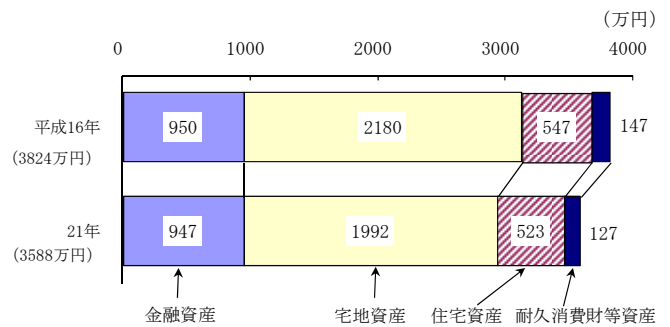 （万円）
0 1000 2000 3000 4000
平成16年 950 2180 547 147
（3824万円）
21年 947 1992 523 127
（3588万円）
金融資産 宅地資産 住宅資産 耐久消費財等資産